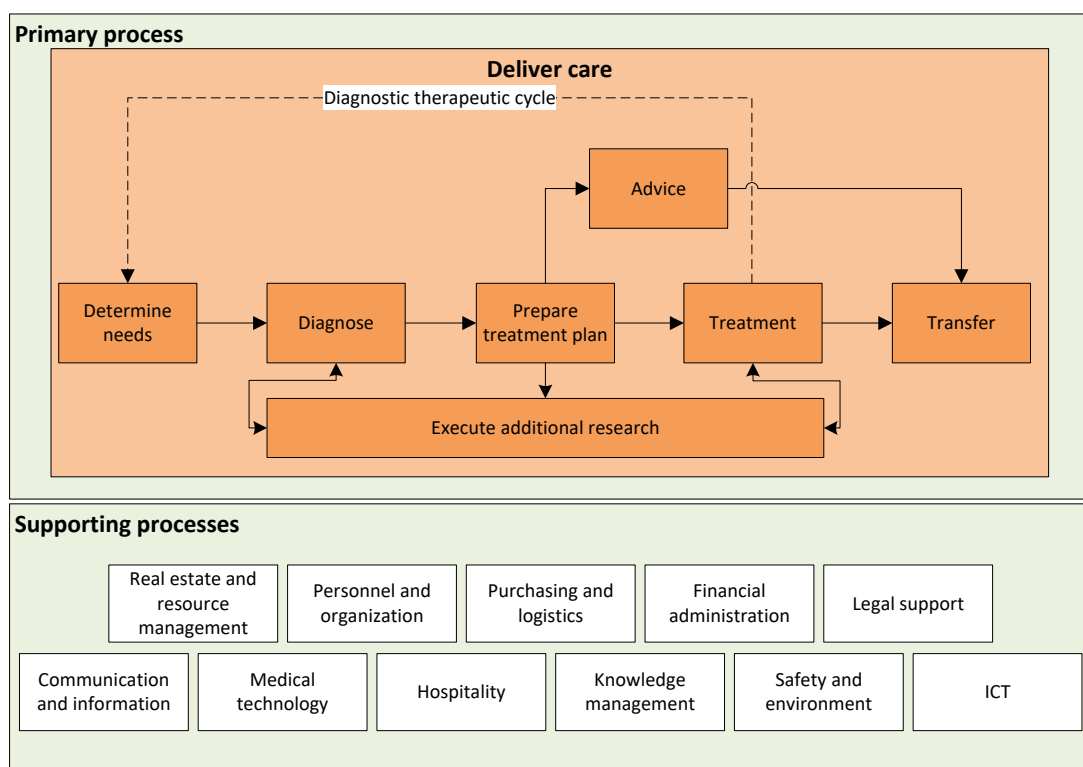 Primary process
Deliver care
Diagnostic therapeutic cycle
Advice
Determine
needs
Diagnose
Prepare
treatment plan
Treatment
Transfer
Execute additional research
Supporting processes
Real estate and
resource
management
Personnel and
organization
Purchasing and
logistics
Financial
administration
Legal support
Communication
and information
Medical
technology
Hospitality
Knowledge
management
Safety and
environment
ICT